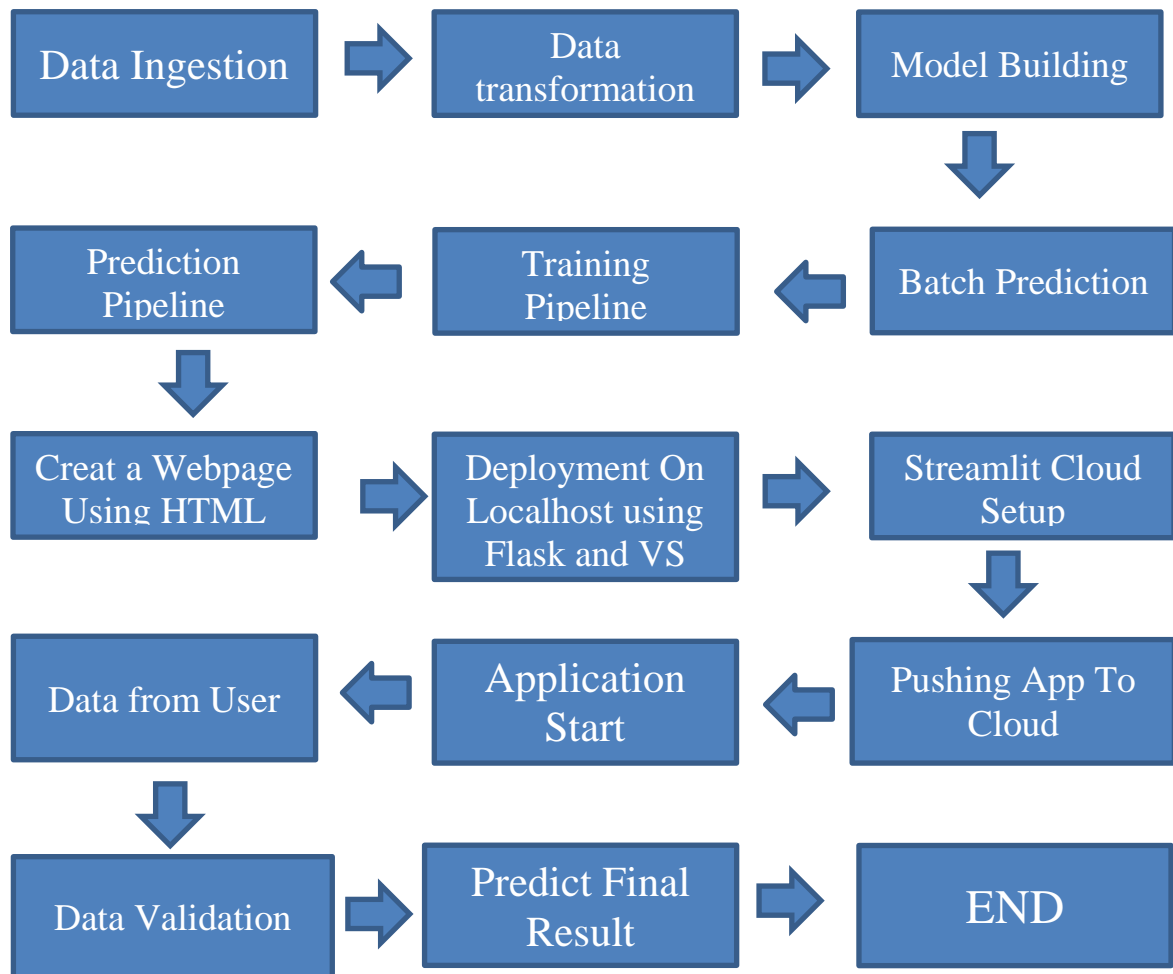 Data Ingestion
Data
transformation
Model Building
Batch Prediction
Training
Pipeline
Prediction
Pipeline
Creat a Webpage
Using HTML
Deployment On
Localhost using
Flask and VS
Streamlit Cloud
Setup
Pushing App To
Cloud
Application
Start
Data from User
Data Validation
Predict Final
Result
END